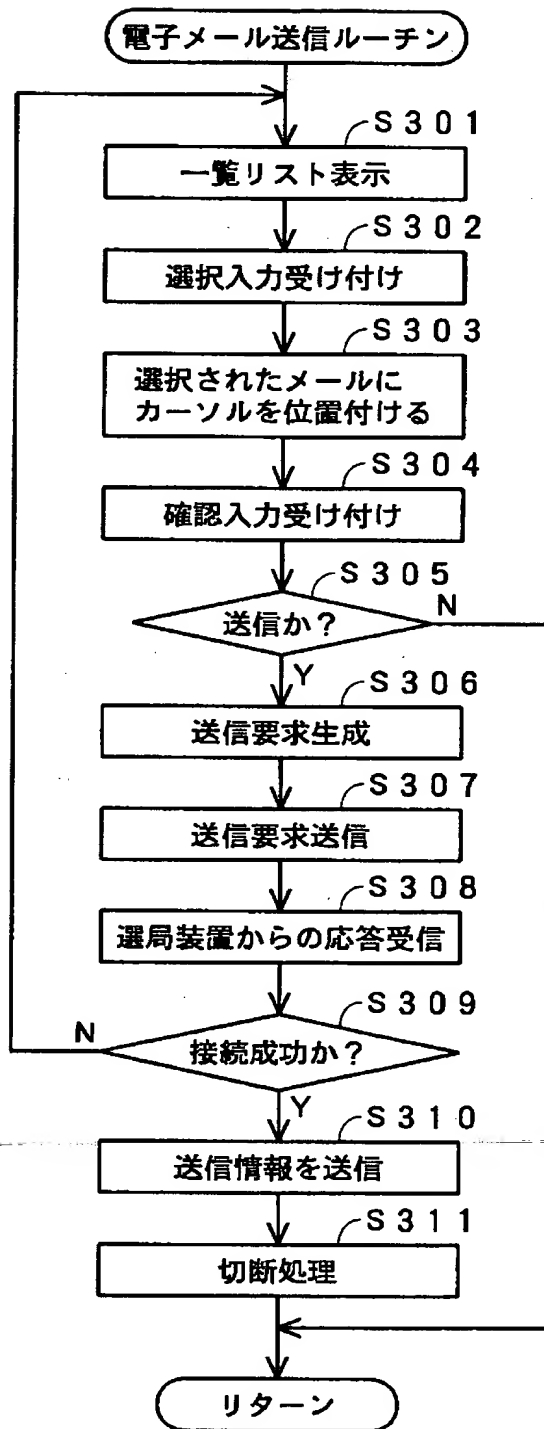 電子メール送信ルーチン
S301
一覧リスト表示
S302
選択入力受け付け
S303
選択されたメールに
カーソルを位置付ける
S304
確認入力受け付け
S305
送信か?
N
Y
S306
送信要求生成
S307
送信要求送信
S308
選局装置からの応答受信
S309
N
接続成功か?
Y
S310
送信情報を送信
S311
切断処理
リターン